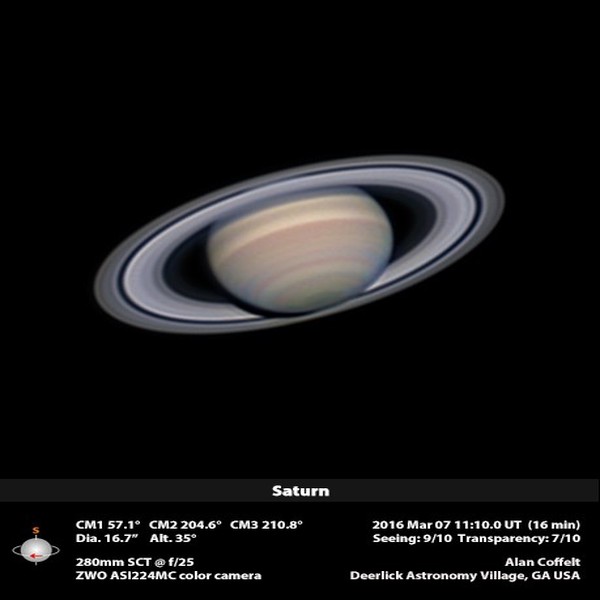 Saturn
S
CM1 57.1° CM2 204.6° CM3 210.8°
Dia. 16.7” Alt. 35°
280mm SCT @ f/25
ZWO ASI224MC color camera
2016 Mar 07 11:10.0 UT (16 min)
Seeing: 9/10 Transparency: 7/10
Alan Coffelt
Deerlick Astronomy Village, GA USA